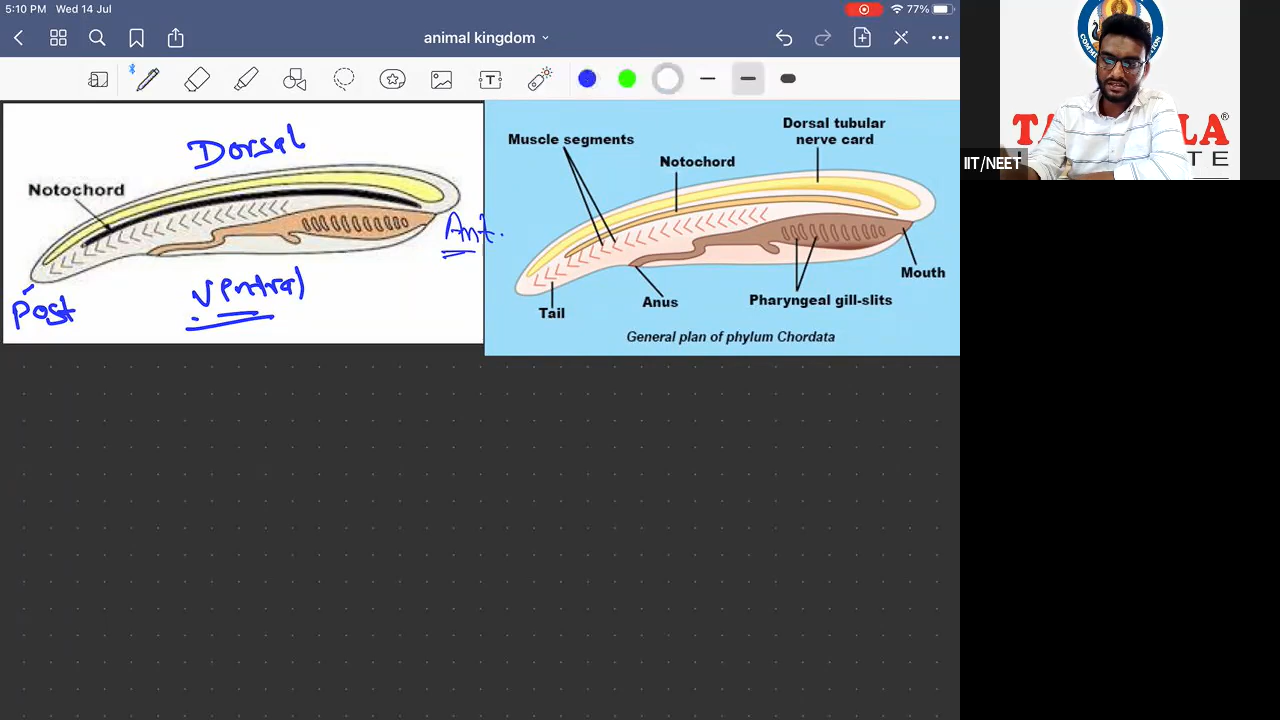 5:10 PM Wed 14 Jul
77%
animal kingdom
Dorsal
Notochord
Ant.
Ventral
Post
Muscle segments
Dorsal tubular
nerve card
Notochord
Mouth
Anus
Pharyngeal gill-slits
Tail
General plan of phylum Chordata
IIT/NEET